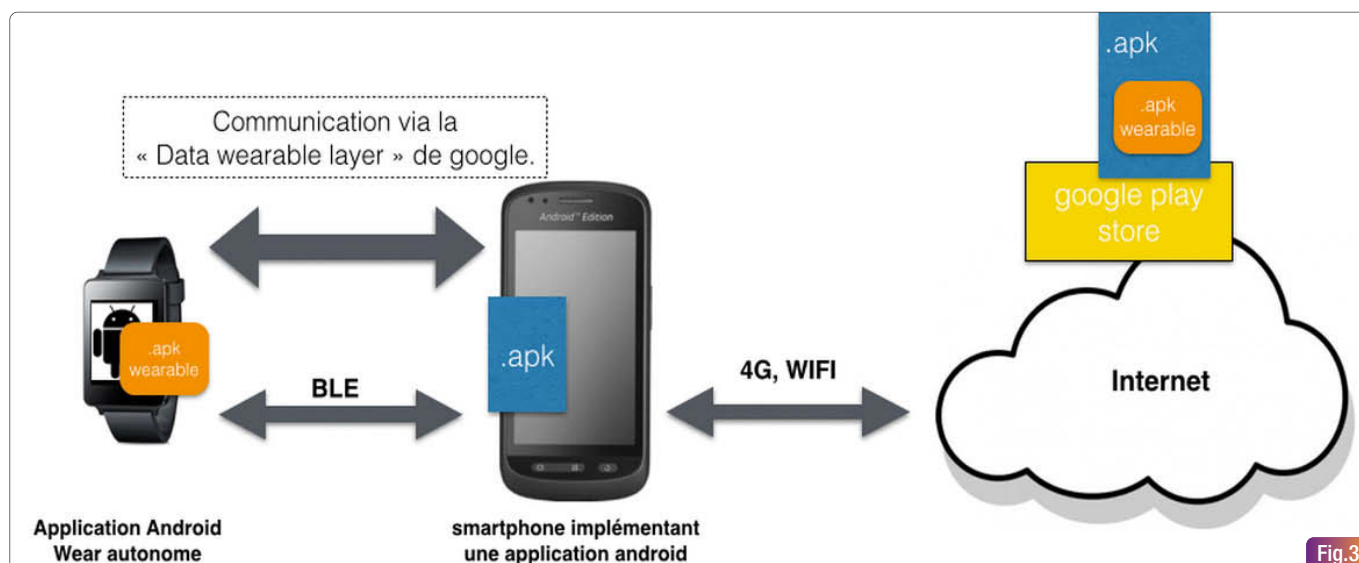 .apk
.apk
wearable
google play
store
Communication via la
« Data wearable layer » de google.
Android™ Edition
.apk
wearable
.apk
BLE
4G, WIFI
Internet
Application Android
Wear autonome
smartphone implémentant
une application android
Fig.3